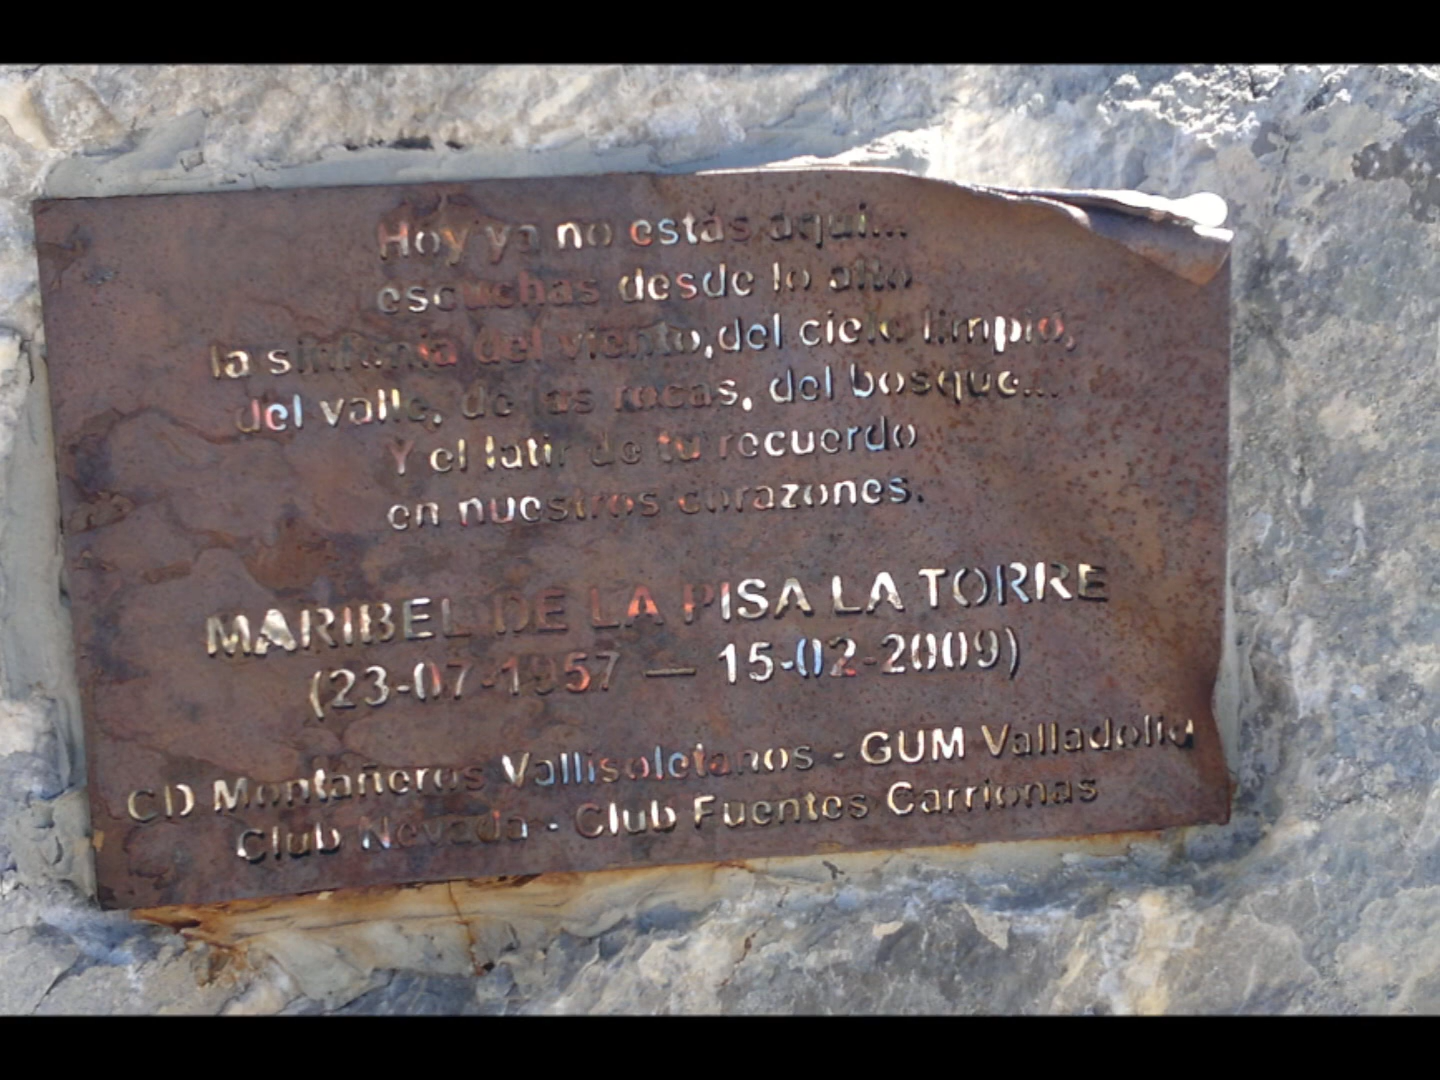 Hoy ya no estás aquí...
escuchas desde lo alto
la sinfonía del viento, del cielo limpio,
del valle, de las rocas, del bosque...
Y el latir de tu recuerdo
en nuestros corazones.
MARIBEL DE LA PISA LA TORRE
(23-07-1957 — 15-02-2009)
CD Montañeros Vallisoletanos - GUM Valladolid
Club Nevada - Club Fuentes Carrionas